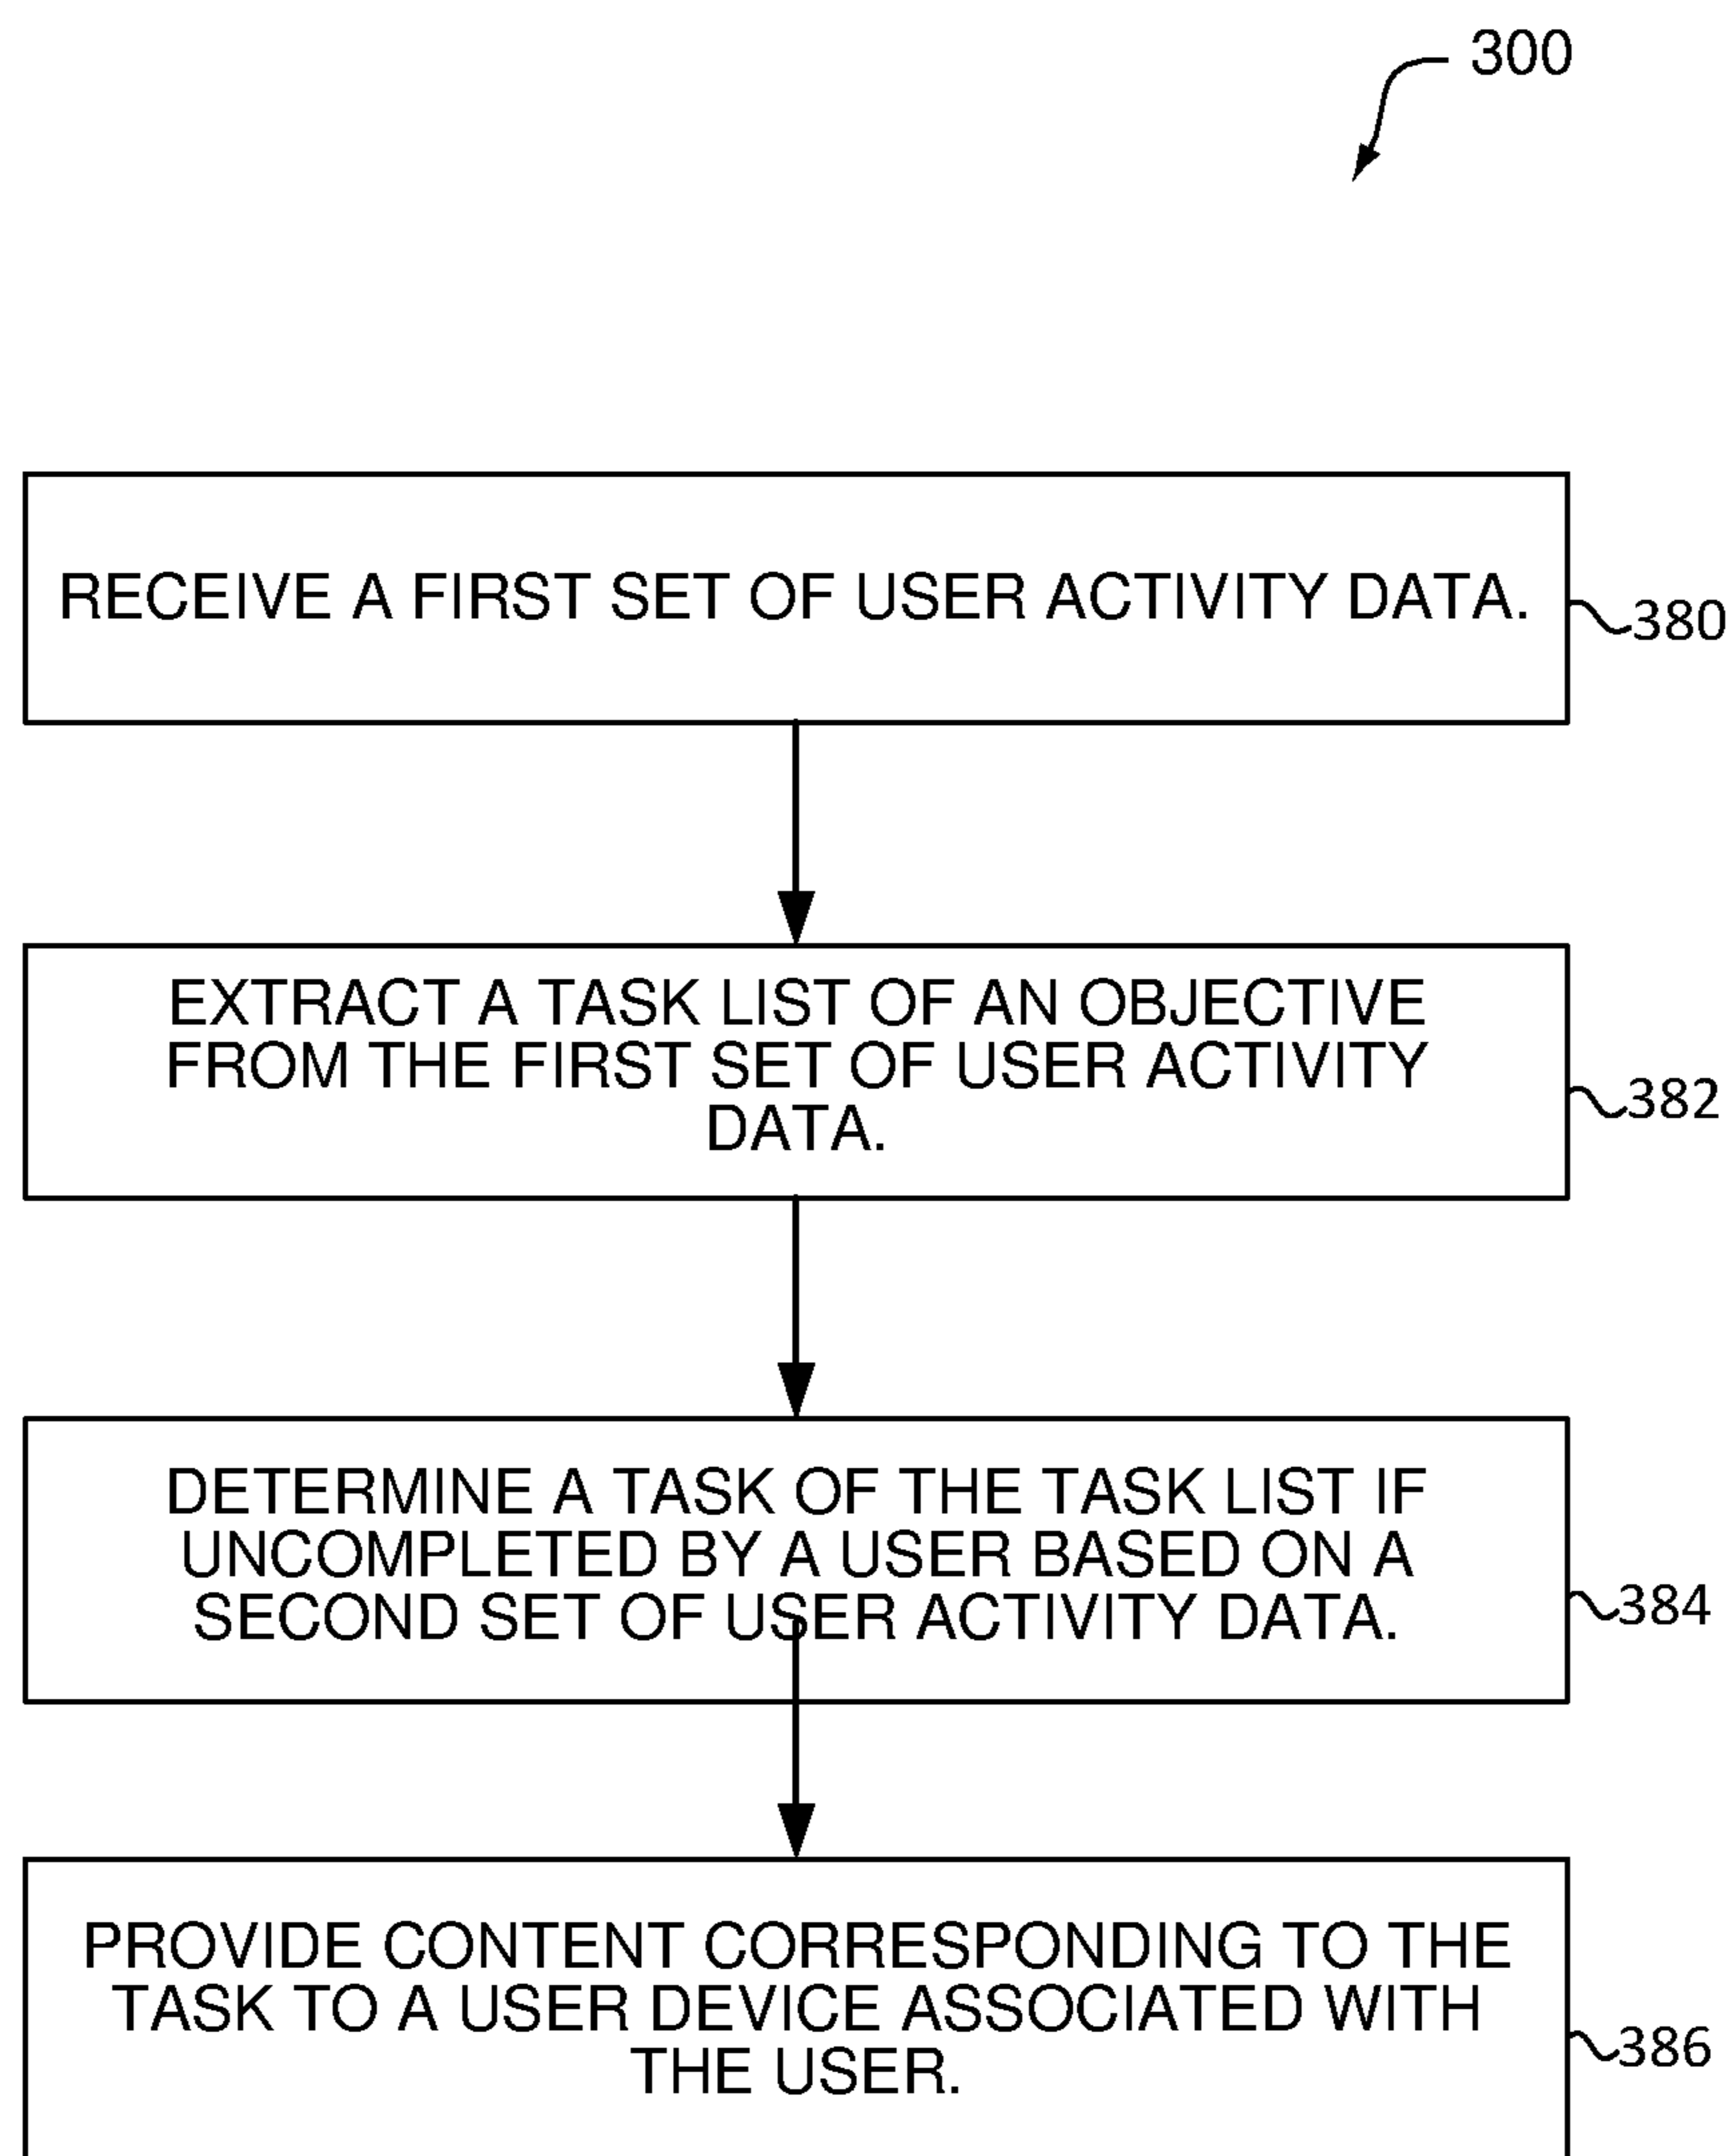 300
RECEIVE A FIRST SET OF USER ACTIVITY DATA.
380
EXTRACT A TASK LIST OF AN OBJECTIVE
FROM THE FIRST SET OF USER ACTIVITY
DATA.
382
DETERMINE A TASK OF THE TASK LIST IF
UNCOMPLETED BY A USER BASED ON A
SECOND SET OF USER ACTIVITY DATA.
384
PROVIDE CONTENT CORRESPONDING TO THE
TASK TO A USER DEVICE ASSOCIATED WITH
THE USER.
386